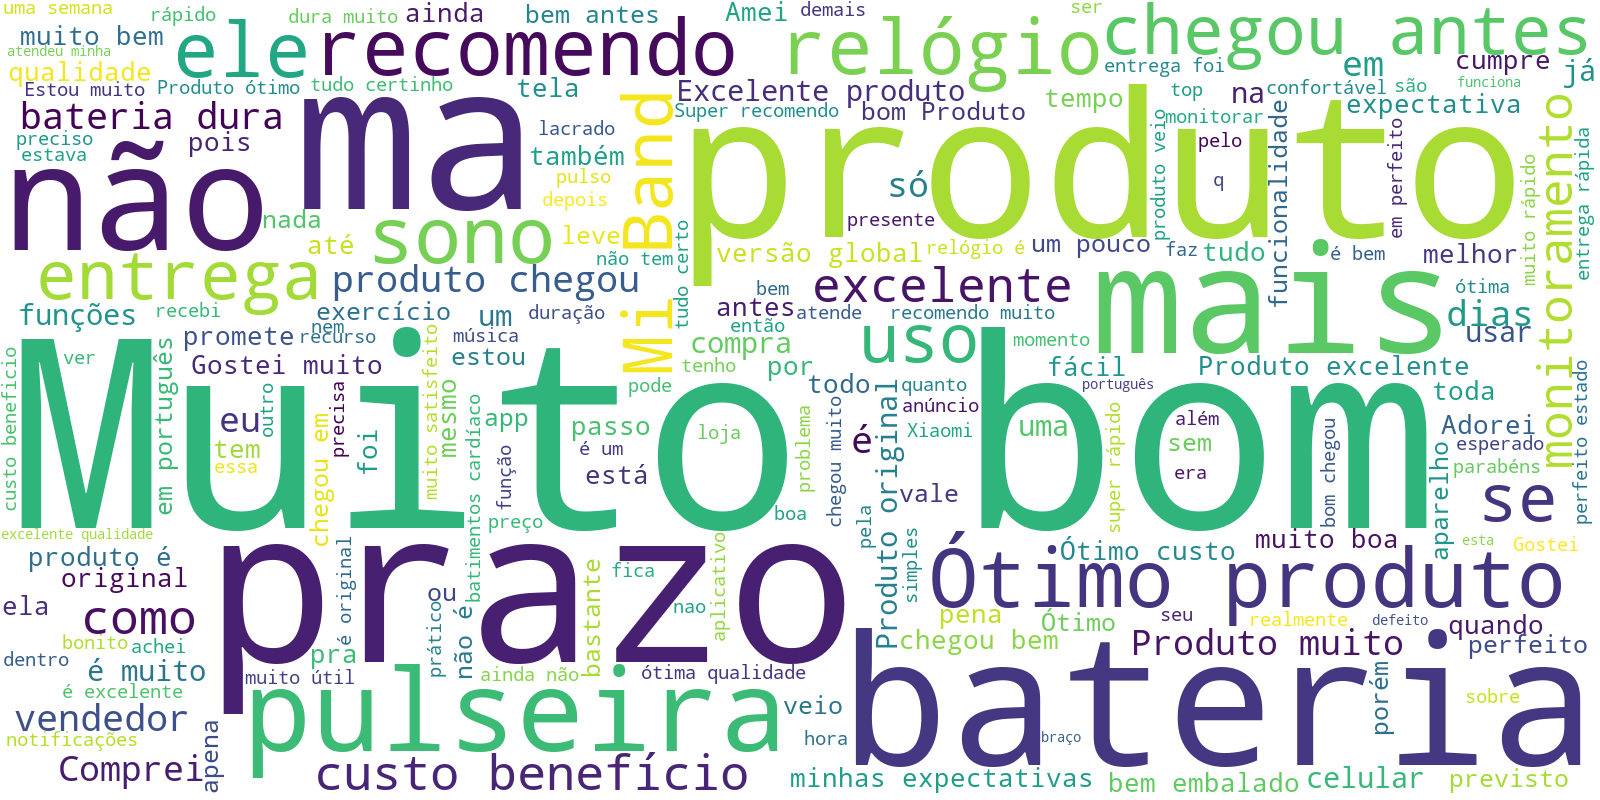 uma semana
rápido
dura muito
ainda
bem antes
Amei
demais
ser
chegou antes
muito bem
ele
recomendo
relógio
entrega foi
em
cumpre
atendeu minha
qualidade
Estou muito
Produto ótimo
tudo certinho
tela
Excelente produto
tempo
top
na
confortável
são
funciona
já
bateria dura
ma
Mi Band
Super recomendo
bom Produto
monitorar
funcionalidade
expectativa
preciso
pois
lacrado
estava
não
também
pulso
depois
produto
só
q
pelo
produto veio
em perfeito
muito rápido
monitoramento
entrega rápida
nada
sono
até
leve
não tem
presente
versão global
relógio é
um pouco
faz
tudo
é bem
melhor
entrega
produto chegou
tudo certo
bem
excelente
mais
ótima
funções
recebi
exercício
um
duração
antes
atende
recomendo muito
dias
promete
nem
recurso
música
então
uso
momento
usar
custo beneficio
ver
em português
Gostei muito
estou
compra
tenho
por
fácil
Produto excelente
Muito
bom
eu
outro
precisa
muito satisfeito
mesmo
pode
todo
quanto
português
toda
tem
foi
app
passo
loja
anúncio
Produto original
Xiaomi
uma
além
Adorei
essa
chegou em
batimentos cardíaco
função
é um
está
problema
chegou muito
é
sem
super rápido
era
bom chegou
aparelho
esperado
parabéns
perfeito estado
vale
preço
boa
excelente qualidade
produto é
prazo
pela
simples
Ótimo custo
muito boa
esta
Gostei
original
pra é original
ou
bastante
fica
aplicativo
Ótimo produto
ela
como
prático
não é
nao
pena
Ótimo
seu
realmente
defeito
quando
bonito
achei
pra
chegou bem
Produto muito
perfeito
dentro
é muito
muito útil
ainda não
ótima qualidade
bateria
porém
é excelente
pulseira
veio
sobre
vendedor
notificações
apena
hora
braço
Comprei
custo benefício
minhas expectativas
bem embalado
celular
previsto
se